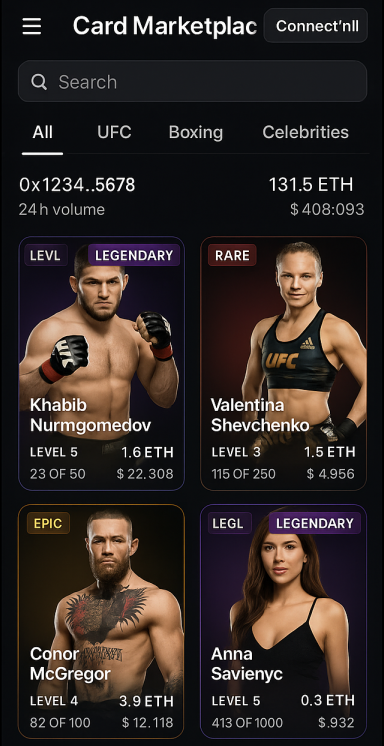 Card Marketplac
Connect'nll
Search
All UFC Boxing Celebrities
0x1234..5678 131.5 ETH
24h volume $408:093
LEVL LEGENDARY
UFC
Khabib
Nurmgomedov
LEVEL 5 1.6 ETH
23 OF 50 $22.308
RARE
adidas
UFC
Valentina
Shevchenko
LEVEL 3 1.5 ETH
115 OF 250 $ 4.956
EPIC
Conor
McGregor
LEVEL 4 3.9 ETH
82 OF 100 $12.118
LEGL LEGENDARY
Anna
Savienyc
LEVEL 5 0.3 ETH
413 OF 1000 $.932